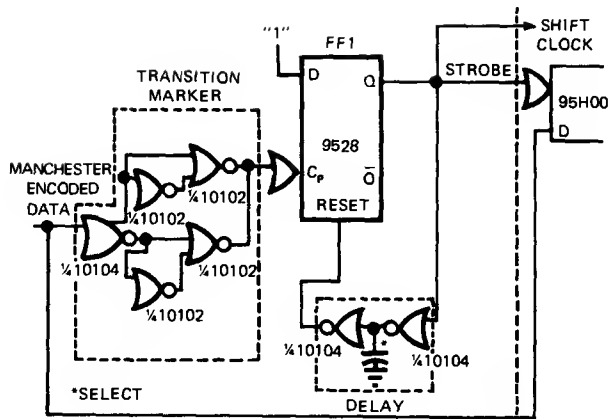 "1"
FF1
SHIFT
CLOCK
TRANSITION
MARKER
D
Q
STROBE
95H00
9528
D
MANCHESTER
ENCODED
DATA
¼10102
¼10102
Cp
Q̅
RESET
¼10104
¼10102
¼10102
¼10104
*
¼10104
*SELECT
DELAY